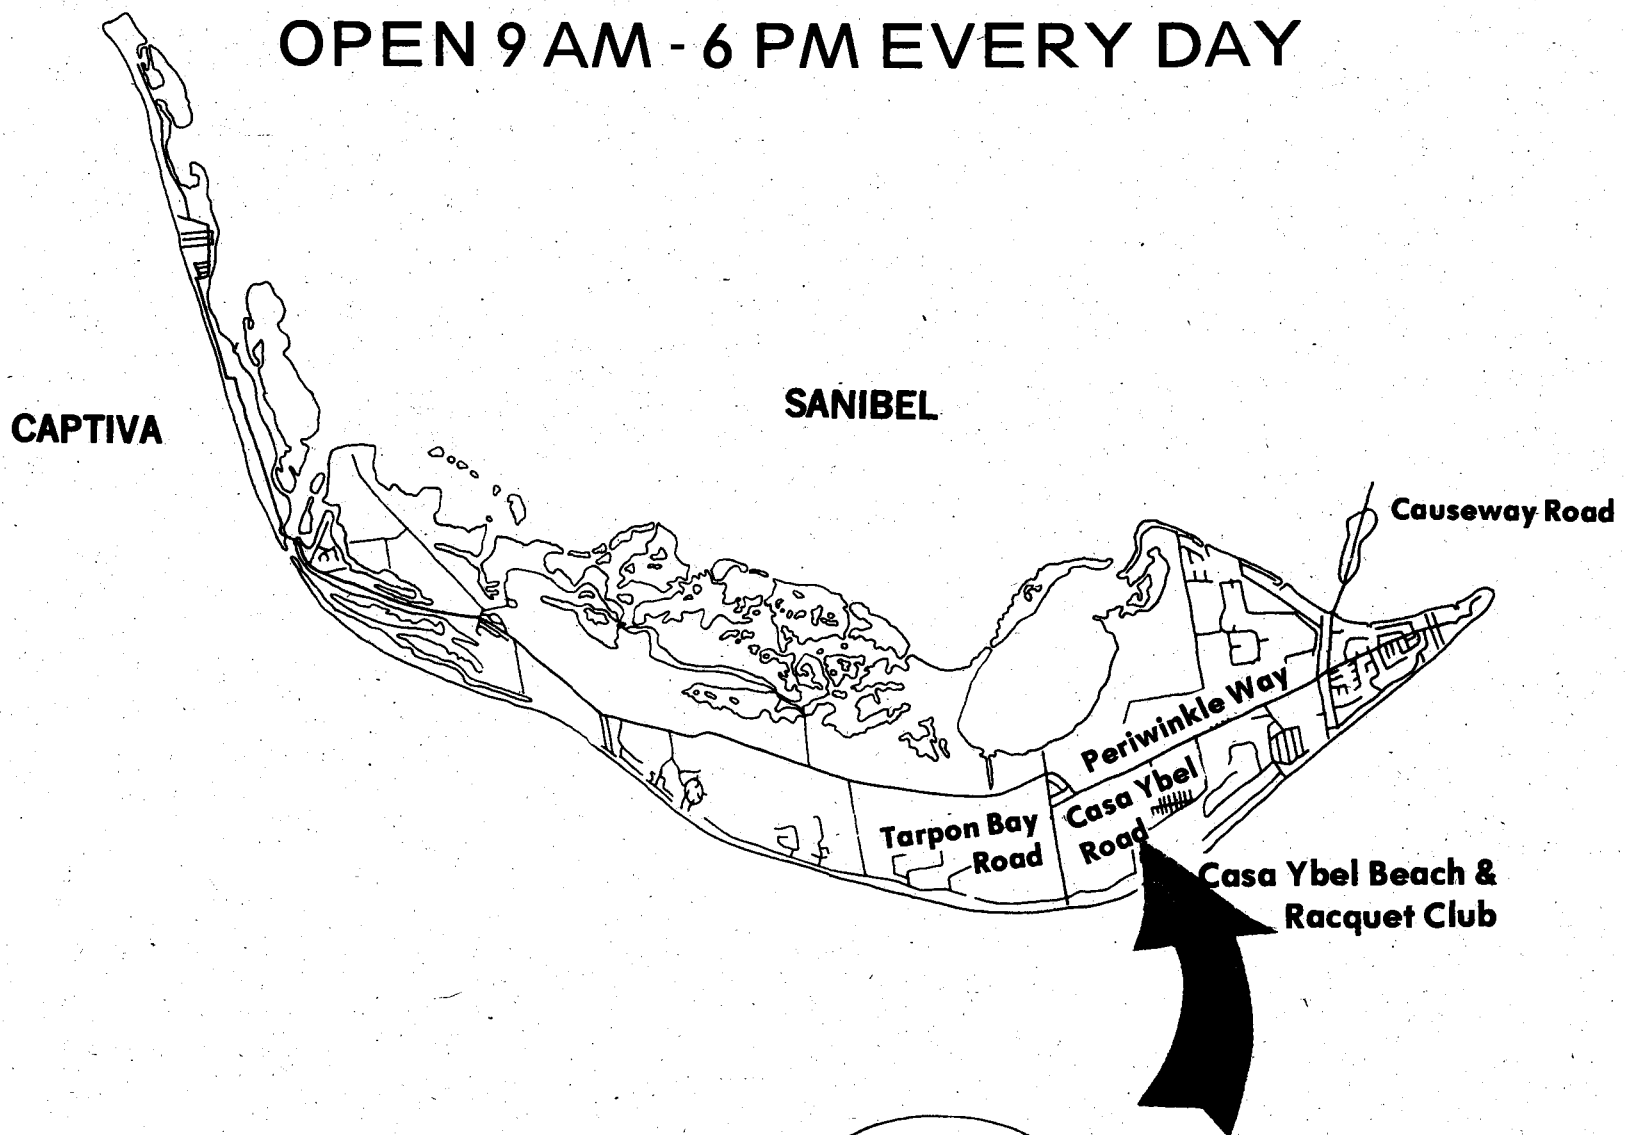 OPEN 9 AM - 6 PM EVERY DAY
SANIBEL
CAPTIVA
Causeway Road
Periwinkle Way
Casa Ybel
Road
Tarpon Bay
Road
Casa Ybel Beach &
Racquet Club